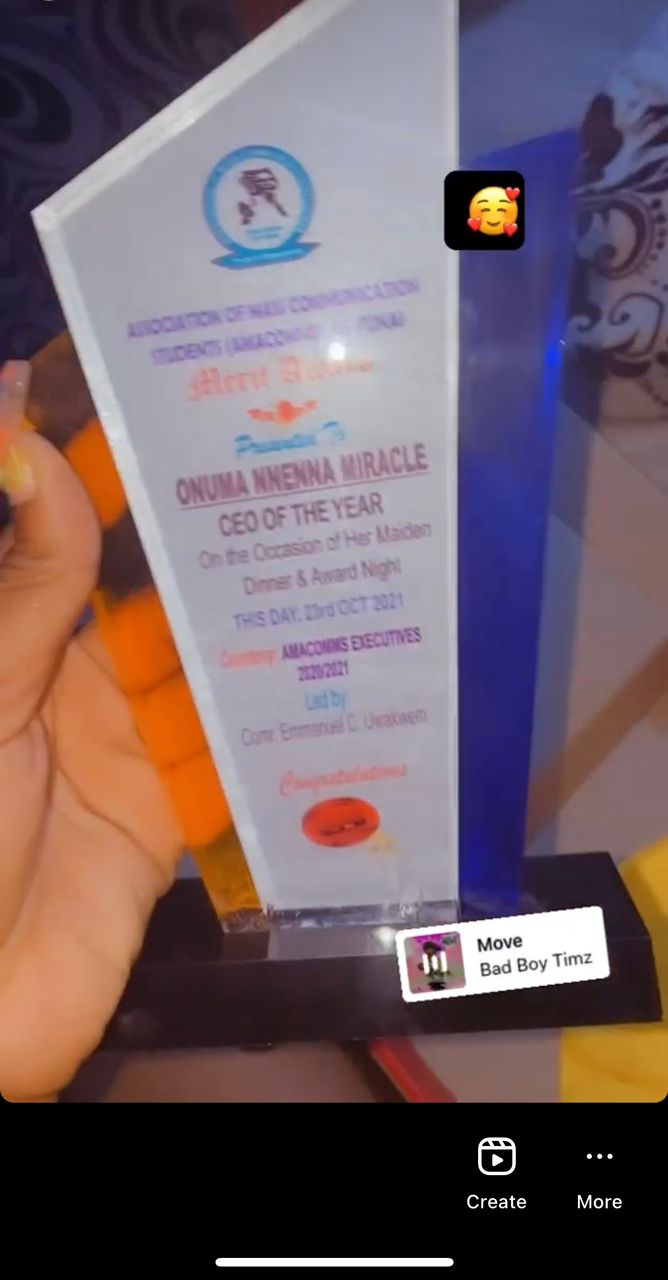 ASSOCIATION OF MASS COMMUNICATION
STUDENTS
Merit Award
Presented To
ONUMA NNENNA MIRACLE
CEO OF THE YEAR
On the Occasion of Her Maiden
Dinner & Award Night
THIS DAY, 23rd OCT 2021
Courtesy: AMACOMMS EXECUTIVES
2020/2021
Led by:
Comr. Emmanuel C. Uwakwem
Congratulations
Move
Bad Boy Timz
Create
More